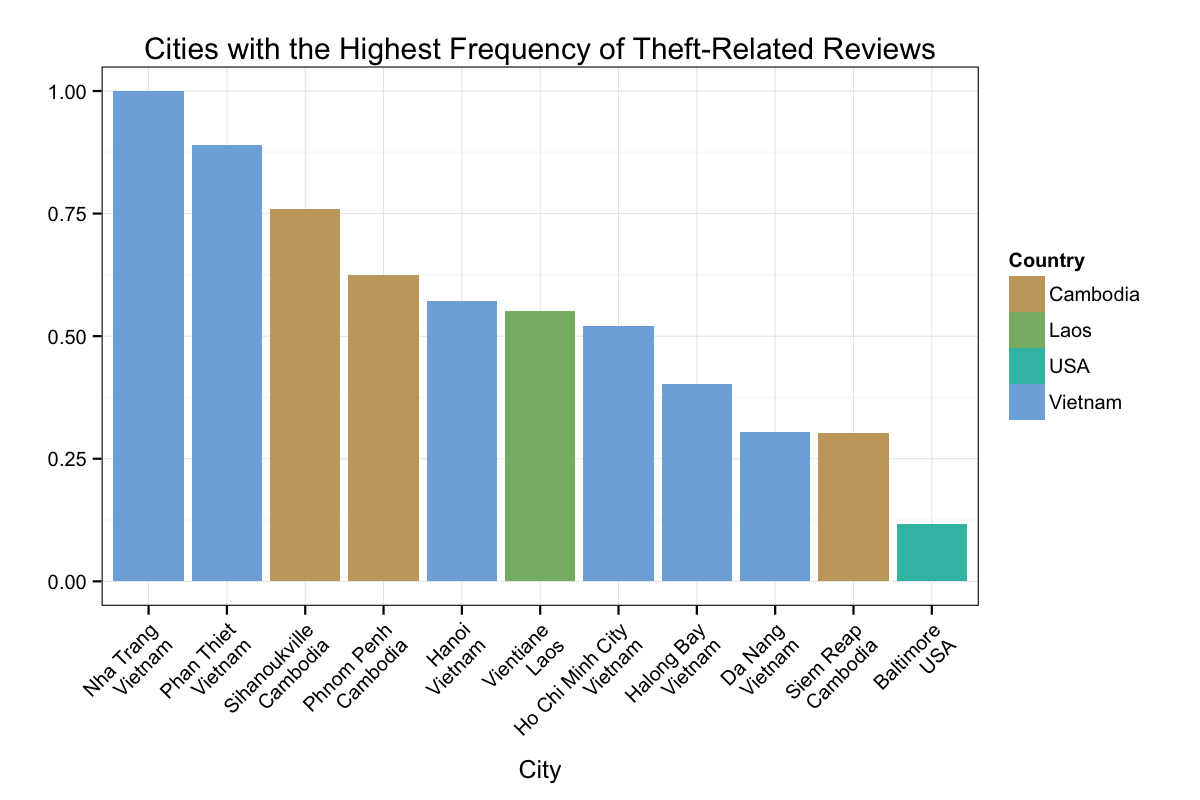 Cities with the Highest Frequency of Theft-Related Reviews
1.00
0.75
0.50
0.25
0.00
Nha Trang
Vietnam
Phan Thiet
Vietnam
Sihanoukville
Cambodia
Phnom Penh
Cambodia
Hanoi
Vietnam
Vientiane
Laos
Ho Chi Minh City
Vietnam
Halong Bay
Vietnam
Da Nang
Vietnam
Siem Reap
Cambodia
Baltimore
USA
City
Country
Cambodia
Laos
USA
Vietnam